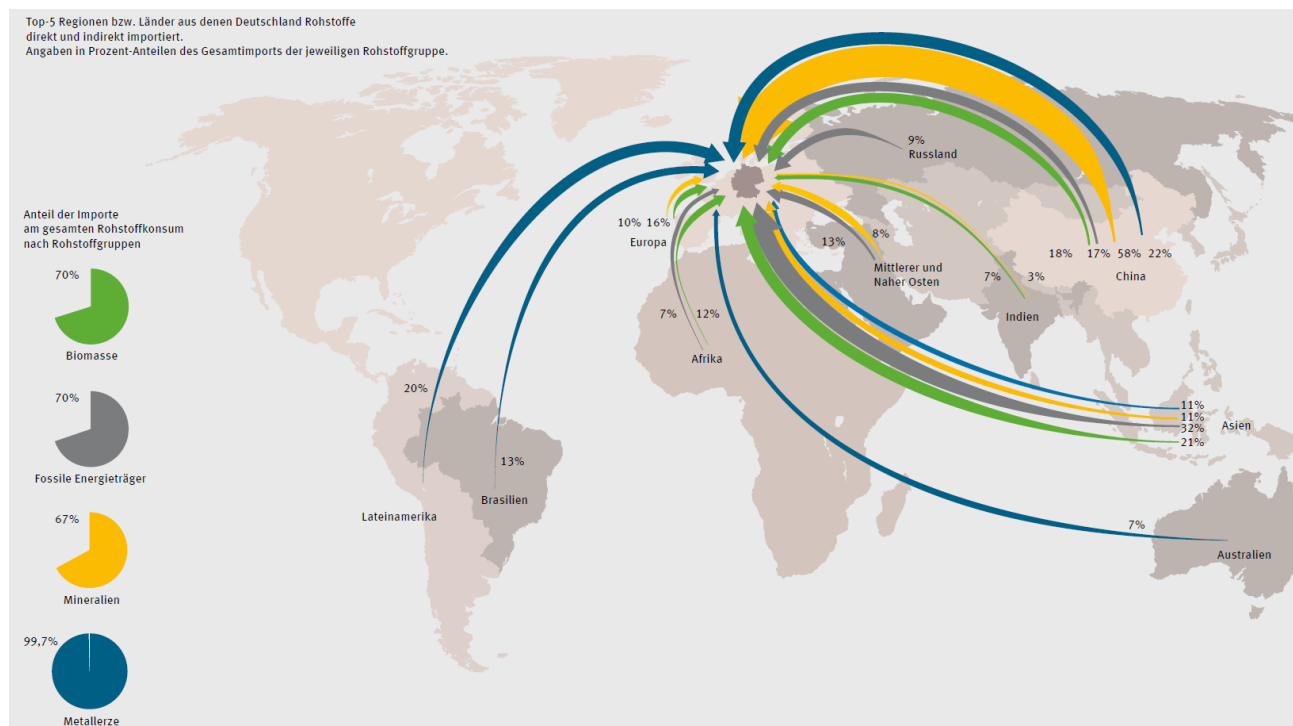 Top-5 Regionen bzw. Länder aus denen Deutschland Rohstoffe
direkt und indirekt importiert.
Angaben in Prozent-Anteilen des Gesamtimports der jeweiligen Rohstoffgruppe.
Anteil der Importe
am gesamten Rohstoffkonsum
nach Rohstoffgruppen
70%
Biomasse
70%
Fossile Energieträger
67%
Mineralien
99,7%
Metallerze
9%
Russland
10% 16%
Europa
13%
8%
Mittlerer und
Naher Osten
18% 17% 58% 22%
China
7% 3%
Indien
7% 12%
Afrika
20%
Lateinamerika
13%
Brasilien
11%
11%
32%
21%
Asien
7%
Australien